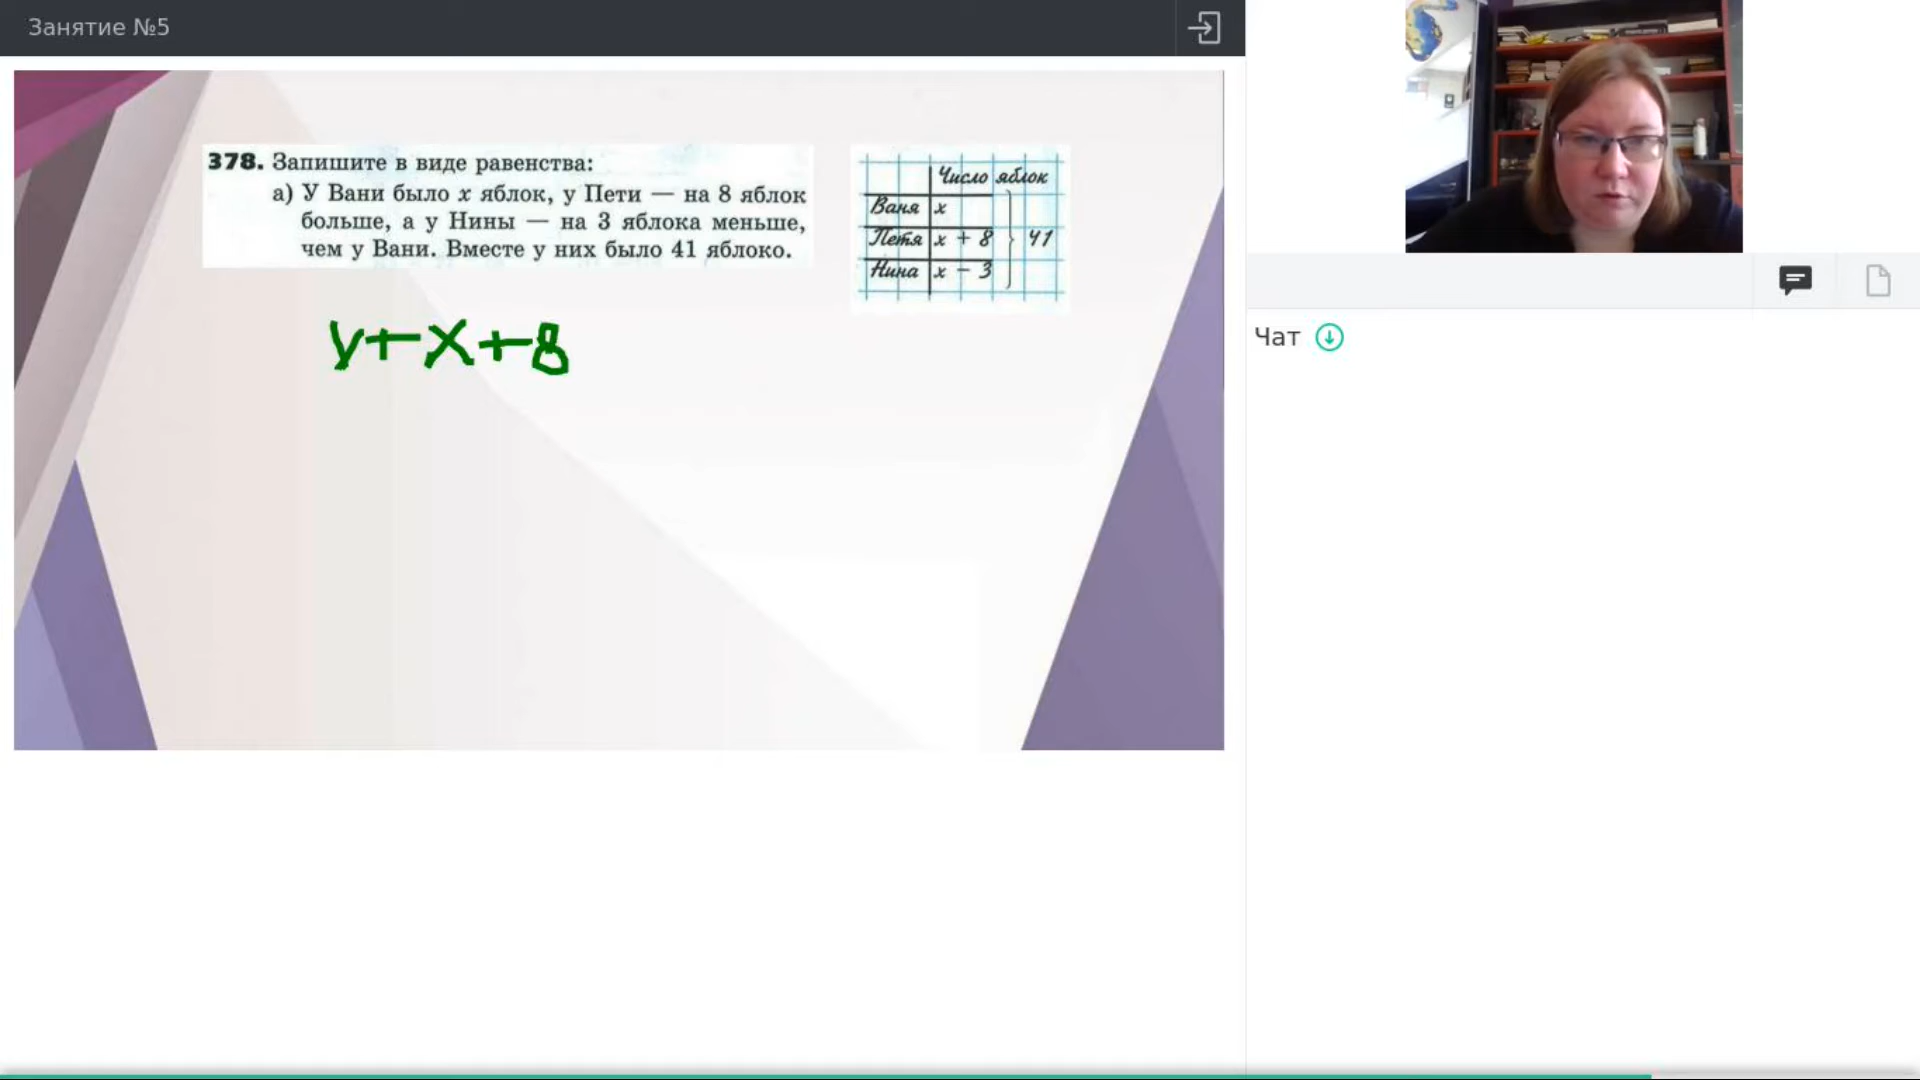 Занятие №5
378. Запишите в виде равенства:
а) У Вани было x яблок, у Пети — на 8 яблок
больше, а у Нины — на 3 яблока меньше,
чем у Вани. Вместе у них было 41 яблоко.
Число яблок
Ваня x
Петя x + 8 } 41
Нина x − 3
y+x+8
Чат